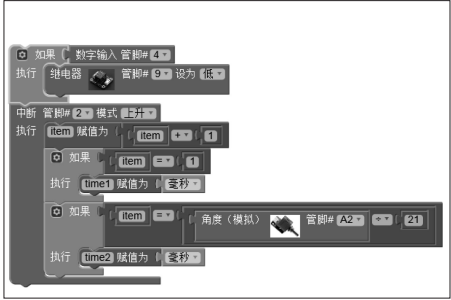 如果 数字输入 管脚# 4
执行 继电器 管脚# 9 设为 低
中断 管脚# 2 模式 上升
执行 item 赋值为 item + 1
如果 item = 1
执行 time1 赋值为 毫秒
如果 item = 角度(模拟) 管脚# A2 ÷ 21
执行 time2 赋值为 毫秒